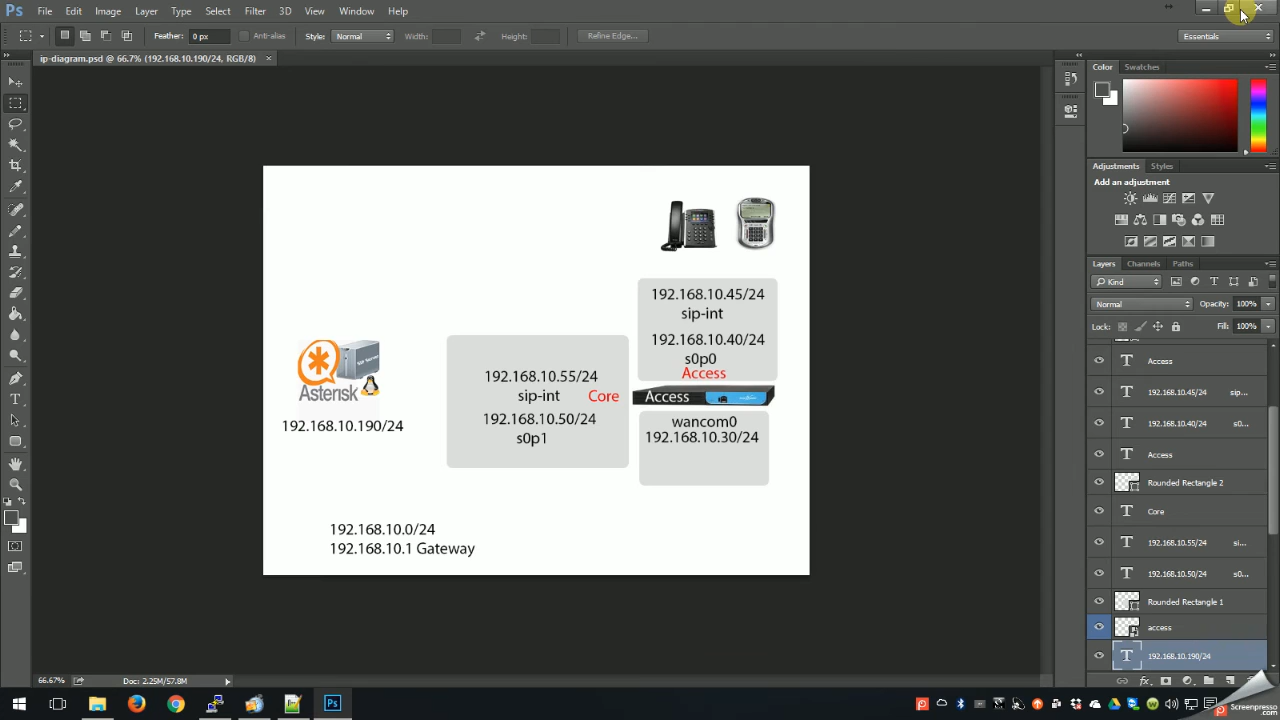 Ps File Edit Image Layer Type Select Filter 3D View Window Help
Feather: 0 px Anti-alias Style: Normal Width: Height: Refine Edge... Essentials
ip-diagram.psd @ 66.7% (192.168.10.190/24, RGB/8) ×
Color Swatches
Adjustments Styles
Add an adjustment
Layers Channels Paths
Kind
Normal Opacity: 100%
Lock: Fill: 100%
Access
192.168.10.45/24 sip...
192.168.10.40/24 s0...
Access
Rounded Rectangle 2
Core
192.168.10.55/24 si...
192.168.10.50/24 s0...
Rounded Rectangle 1
access
192.168.10.190/24
192.168.10.45/24
sip-int
192.168.10.40/24
s0p0
Access
Access
wancom0
192.168.10.30/24
192.168.10.55/24
sip-int Core
192.168.10.50/24
s0p1
Asterisk
192.168.10.190/24
192.168.10.0/24
192.168.10.1 Gateway
66.67% Doc: 2.25M/57.8M
Ps
Screenpresso
.com